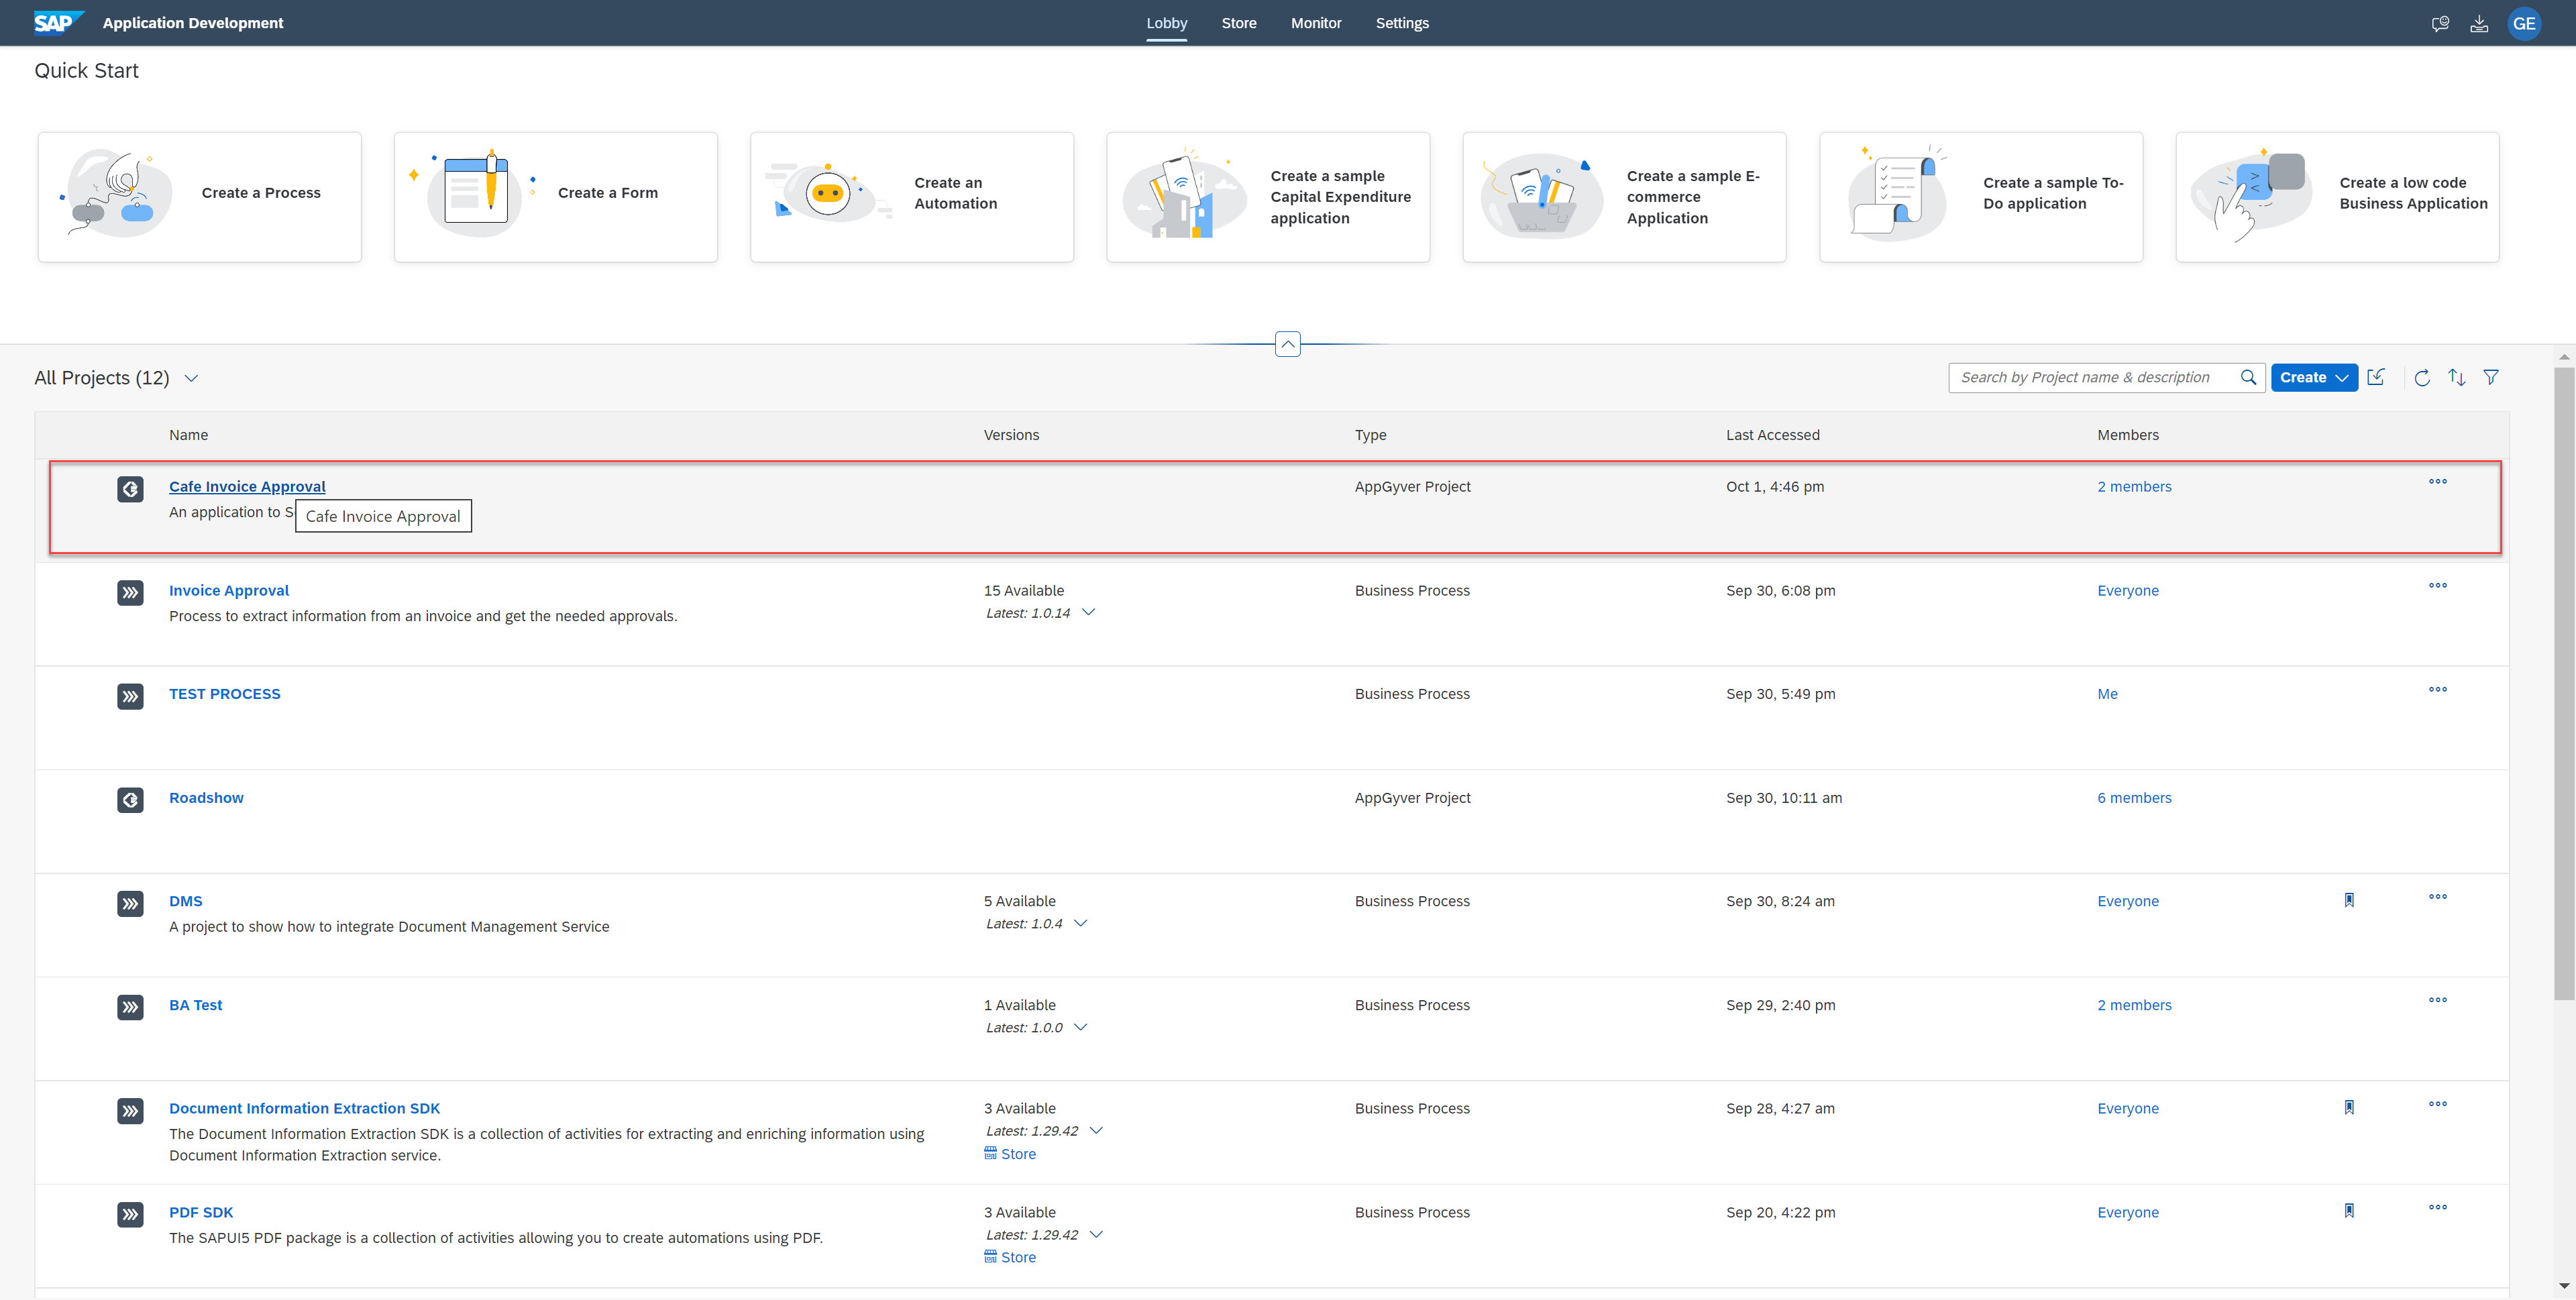 SAP Application Development Lobby Store Monitor Settings GE
Quick Start
Create a Process
Create a Form
Create an
Automation
Create a sample
Capital Expenditure
application
Create a sample E-
commerce
Application
Create a sample To-
Do application
Create a low code
Business Application
All Projects (12) Search by Project name & description Create
Name Versions Type Last Accessed Members
Cafe Invoice Approval AppGyver Project Oct 1, 4:46 pm 2 members
An application to S
Cafe Invoice Approval
Invoice Approval 15 Available Business Process Sep 30, 6:08 pm Everyone
Process to extract information from an invoice and get the needed approvals. Latest: 1.0.14
TEST PROCESS Business Process Sep 30, 5:49 pm Me
Roadshow AppGyver Project Sep 30, 10:11 am 6 members
DMS 5 Available Business Process Sep 30, 8:24 am Everyone
A project to show how to integrate Document Management Service Latest: 1.0.4
BA Test 1 Available Business Process Sep 29, 2:40 pm 2 members
Latest: 1.0.0
Document Information Extraction SDK 3 Available Business Process Sep 28, 4:27 am Everyone
The Document Information Extraction SDK is a collection of activities for extracting and enriching information using Latest: 1.29.42
Document Information Extraction service. Store
PDF SDK 3 Available Business Process Sep 20, 4:22 pm Everyone
The SAPUI5 PDF package is a collection of activities allowing you to create automations using PDF. Latest: 1.29.42
Store